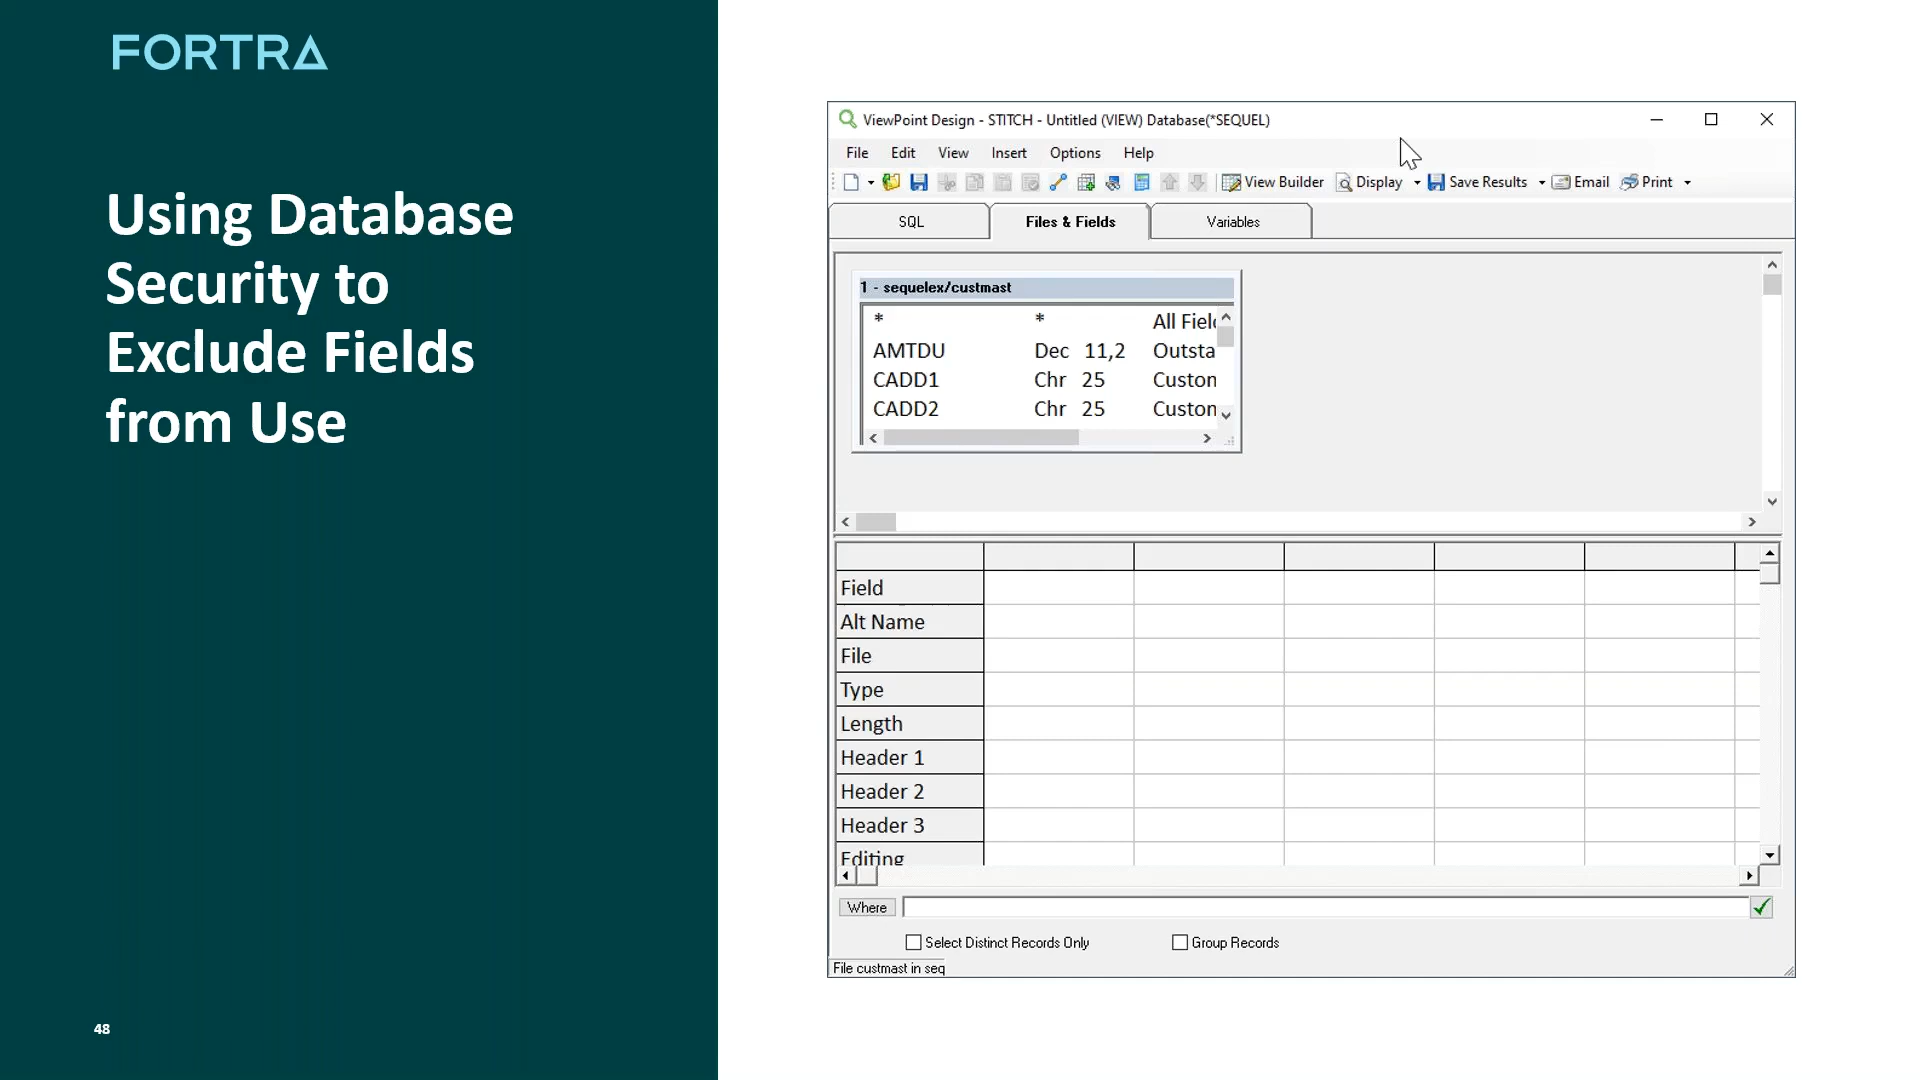 FORTRA
Using Database
Security to
Exclude Fields
from Use
48
ViewPoint Design - STITCH - Untitled (VIEW) Database(*SEQUEL)
File Edit View Insert Options Help
View Builder Display Save Results Email Print
SQL Files & Fields Variables
1 - sequelex/custmast
* * All Fiel
AMTDU Dec 11,2 Outsta
CADD1 Chr 25 Custon
CADD2 Chr 25 Custon
Field
Alt Name
File
Type
Length
Header 1
Header 2
Header 3
Editing
Where
Select Distinct Records Only Group Records
File custmast in seq